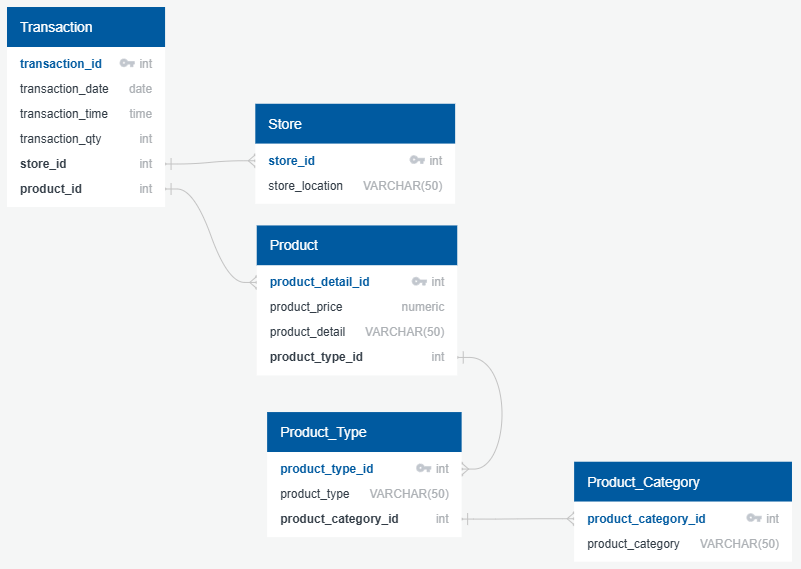 Transaction
transaction_id int
transaction_date date
transaction_time time
transaction_qty int
store_id int
product_id int
Store
store_id int
store_location VARCHAR(50)
Product
product_detail_id int
product_price numeric
product_detail VARCHAR(50)
product_type_id int
Product_Type
product_type_id int
product_type VARCHAR(50)
product_category_id int
Product_Category
product_category_id int
product_category VARCHAR(50)